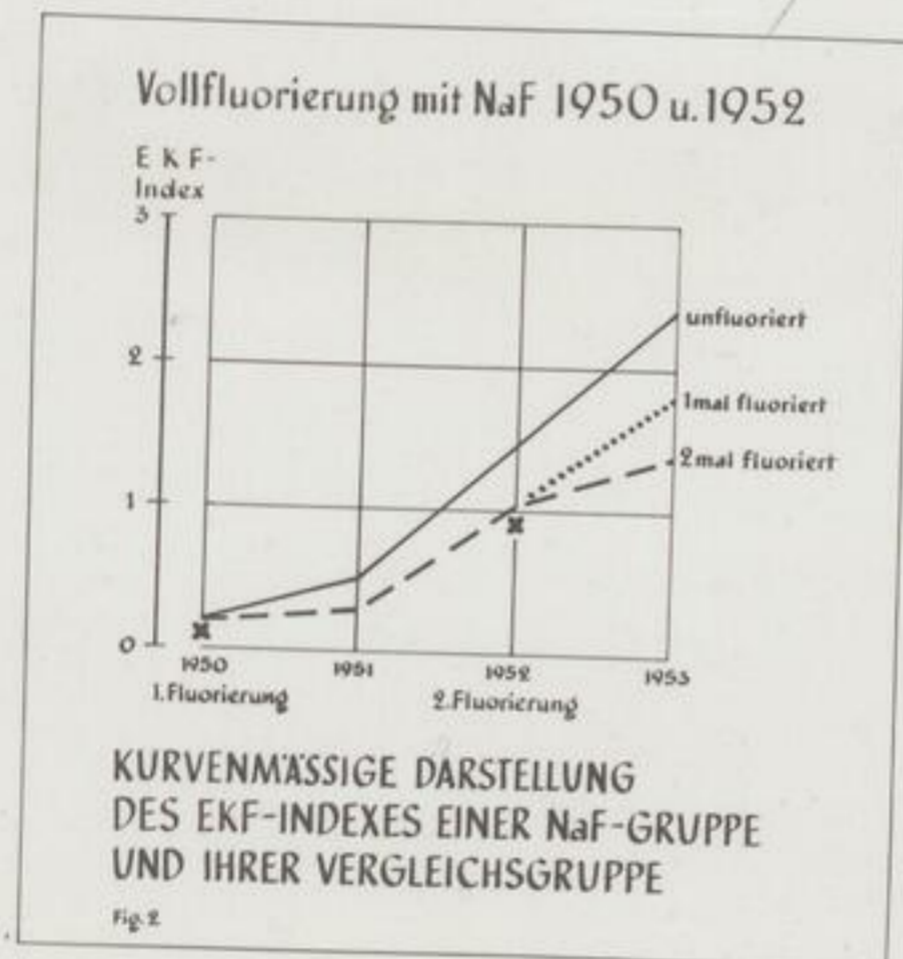 Vollfluorierung mit NaF 1950 u. 1952
E K F-
Index
3
2
1
0
unfluoriert
1mal fluoriert
2mal fluoriert
1950
1951
1952
1953
1. Fluorierung
2. Fluorierung
KURVENMÄSSIGE DARSTELLUNG
DES EKF-INDEXES EINER NaF-GRUPPE
UND IHRER VERGLEICHSGRUPPE
Fig. 2